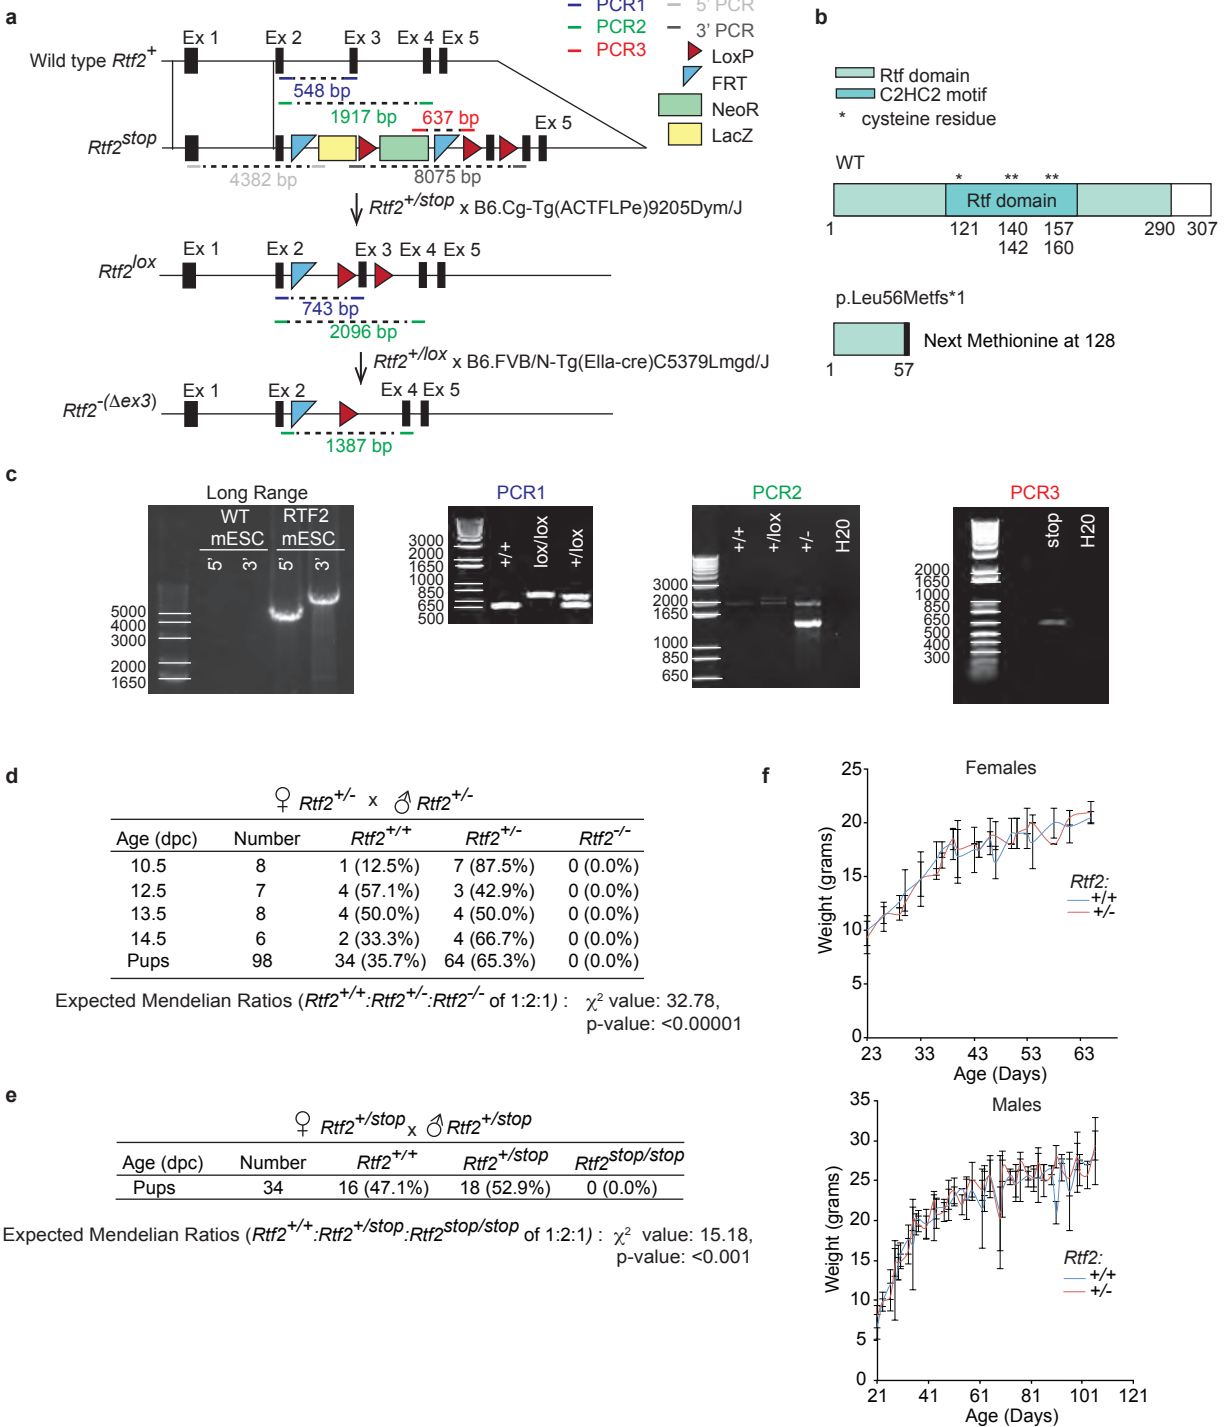 a
PCR1
PCR2
PCR3
5' PCR
3' PCR
LoxP
FRT
NeoR
LacZ
Ex 1 Ex 2 Ex 3 Ex 4 Ex 5
Wild type Rtf2+
548 bp
1917 bp
637 bp
Ex 5
Rtf2stop
4382 bp
8075 bp
Rtf2+/stop x B6.Cg-Tg(ACTFLPe)9205Dym/J
Ex 1 Ex 2 Ex 3 Ex 4 Ex 5
Rtf2lox
743 bp
2096 bp
Rtf2+/lox x B6.FVB/N-Tg(Ella-cre)C5379Lmgd/J
Ex 1 Ex 2 Ex 4 Ex 5
Rtf2-(Δex3)
1387 bp
b
Rtf domain
C2HC2 motif
* cysteine residue
WT
* ** **
Rtf domain
1 121 140 157 290 307
142 160
p.Leu56Metfs*1
Next Methionine at 128
1 57
c
Long Range
WT mESC
RTF2 mESC
5' 3' 5' 3'
5000
4000
3000
2000
1650
PCR1
+/+ lox/lox +/lox
3000
2000
1650
1000
850
650
500
PCR2
+/+ +/lox +/- H20
3000
2000
1650
1000
850
650
PCR3
stop H20
2000
1650
1000
850
650
500
400
300
d
♀ Rtf2+/- x ♂ Rtf2+/-
Age (dpc) Number Rtf2+/+ Rtf2+/- Rtf2-/-
10.5 8 1 (12.5%) 7 (87.5%) 0 (0.0%)
12.5 7 4 (57.1%) 3 (42.9%) 0 (0.0%)
13.5 8 4 (50.0%) 4 (50.0%) 0 (0.0%)
14.5 6 2 (33.3%) 4 (66.7%) 0 (0.0%)
Pups 98 34 (35.7%) 64 (65.3%) 0 (0.0%)
Expected Mendelian Ratios (Rtf2+/+:Rtf2+/-:Rtf2-/- of 1:2:1) : χ2 value: 32.78,
p-value: <0.00001
e
♀ Rtf2+/stop x ♂ Rtf2+/stop
Age (dpc) Number Rtf2+/+ Rtf2+/stop Rtf2stop/stop
Pups 34 16 (47.1%) 18 (52.9%) 0 (0.0%)
Expected Mendelian Ratios (Rtf2+/+:Rtf2+/stop:Rtf2stop/stop of 1:2:1) : χ2 value: 15.18,
p-value: <0.001
f
Females
Weight (grams)
25
20
15
10
5
0
23 33 43 53 63
Age (Days)
Rtf2:
+/+
+/-
Males
Weight (grams)
35
30
25
20
15
10
5
0
21 41 61 81 101 121
Age (Days)
Rtf2:
+/+
+/-